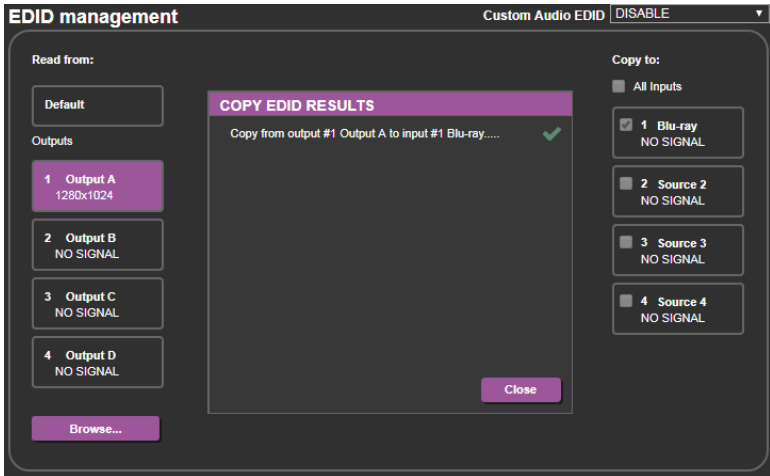 EDID management
Custom Audio EDID DISABLE
Read from:
Default
Outputs
1 Output A
1280x1024
2 Output B
NO SIGNAL
3 Output C
NO SIGNAL
4 Output D
NO SIGNAL
Browse...
COPY EDID RESULTS
Copy from output #1 Output A to input #1 Blu-ray.....
Close
Copy to:
All Inputs
1 Blu-ray
NO SIGNAL
2 Source 2
NO SIGNAL
3 Source 3
NO SIGNAL
4 Source 4
NO SIGNAL